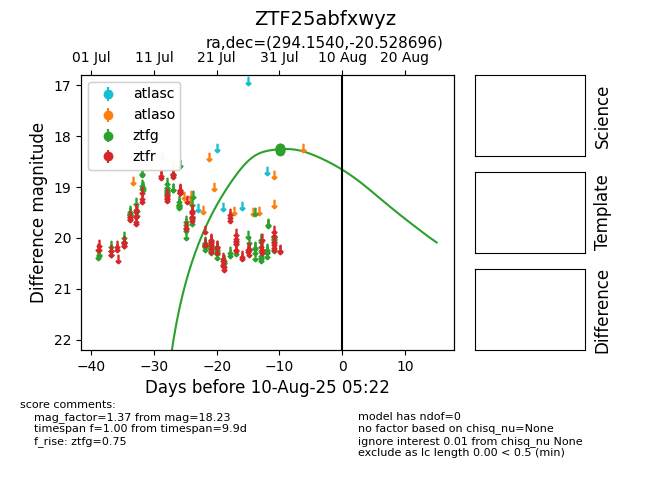 ZTF25abfxwyz
ra,dec=(294.1540,-20.528696)
01 Jul 11 Jul 21 Jul 31 Jul 10 Aug 20 Aug
17
18
19
20
21
22
Difference magnitude
atlasc
atlaso
ztfg
ztfr
−40 −30 −20 −10 0 10
Days before 10-Aug-25 05:22
Science
Template
Difference
score comments:
mag_factor=1.37 from mag=18.23
timespan f=1.00 from timespan=9.9d
f_rise: ztfg=0.75
model has ndof=0
no factor based on chisq_nu=None
ignore interest 0.01 from chisq_nu None
exclude as lc length 0.00 < 0.5 (min)